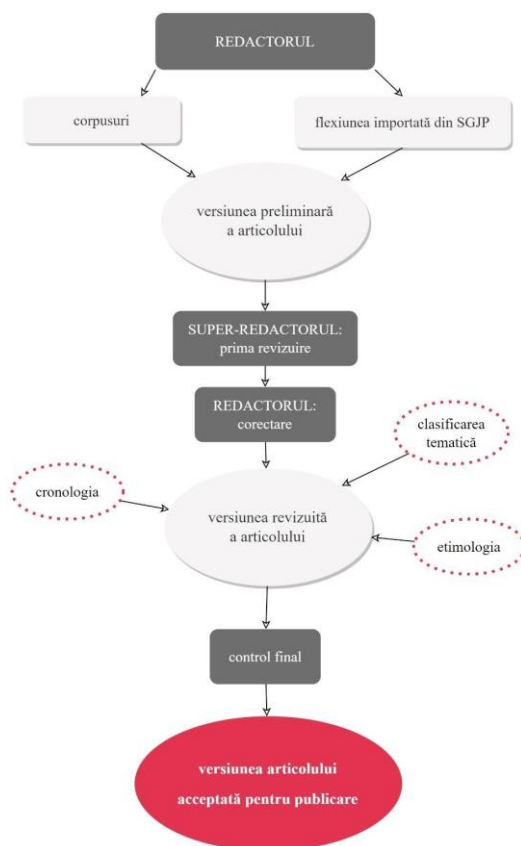 REDACTORUL
corpusuri
flexiunea importată din SGJP
versiunea preliminară
a articolului
SUPER-REDACTORUL:
prima revizuire
REDACTORUL:
corectare
clasificarea
tematică
cronologia
versiunea revizuită
a articolului
etimologia
control final
versiunea articolului
acceptată pentru publicare